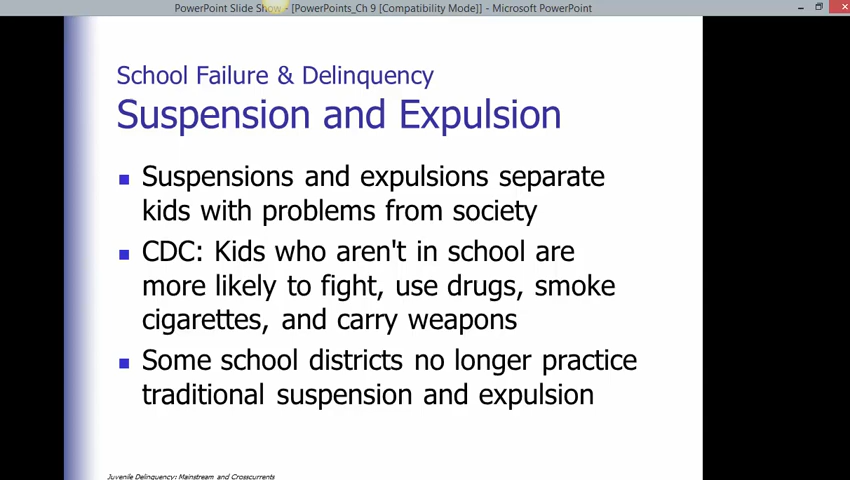 PowerPoint Slide Show - [PowerPoints_Ch 9 [Compatibility Mode]] - Microsoft PowerPoint
School Failure & Delinquency
Suspension and Expulsion
Suspensions and expulsions separate
kids with problems from society
CDC: Kids who aren't in school are
more likely to fight, use drugs, smoke
cigarettes, and carry weapons
Some school districts no longer practice
traditional suspension and expulsion
Juvenile Delinquency: Mainstream and Crosscurrents